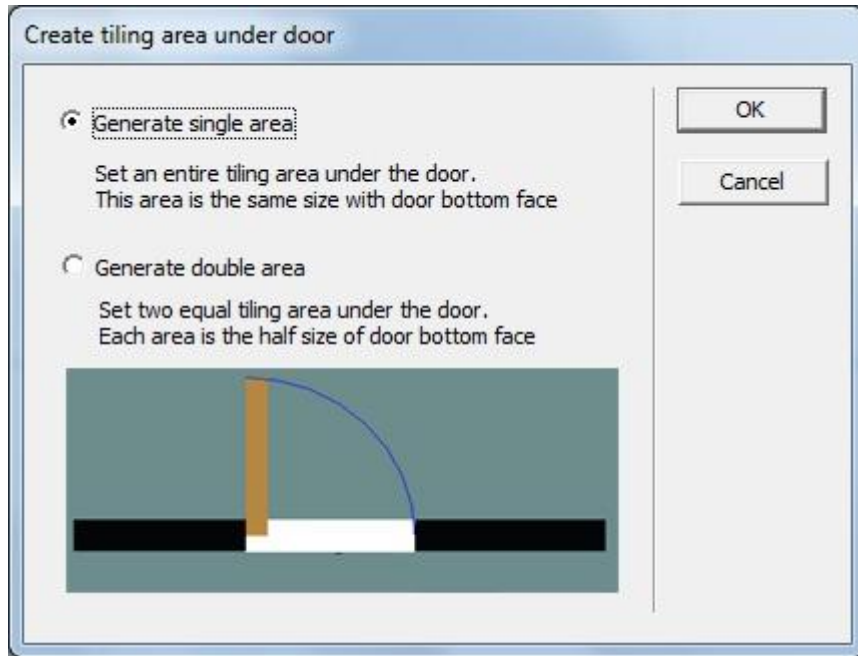 Create tiling area under door
Generate single area
OK
Set an entire tiling area under the door.
This area is the same size with door bottom face
Cancel
Generate double area
Set two equal tiling area under the door.
Each area is the half size of door bottom face